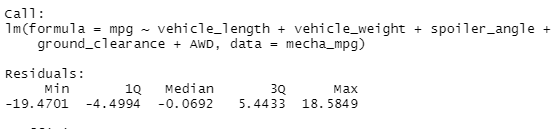 Call:
lm(formula = mpg ~ vehicle_length + vehicle_weight + spoiler_angle +
    ground_clearance + AWD, data = mecha_mpg)
Residuals:
     Min       1Q   Median       3Q      Max
-19.4701  -4.4994  -0.0692   5.4433  18.5849